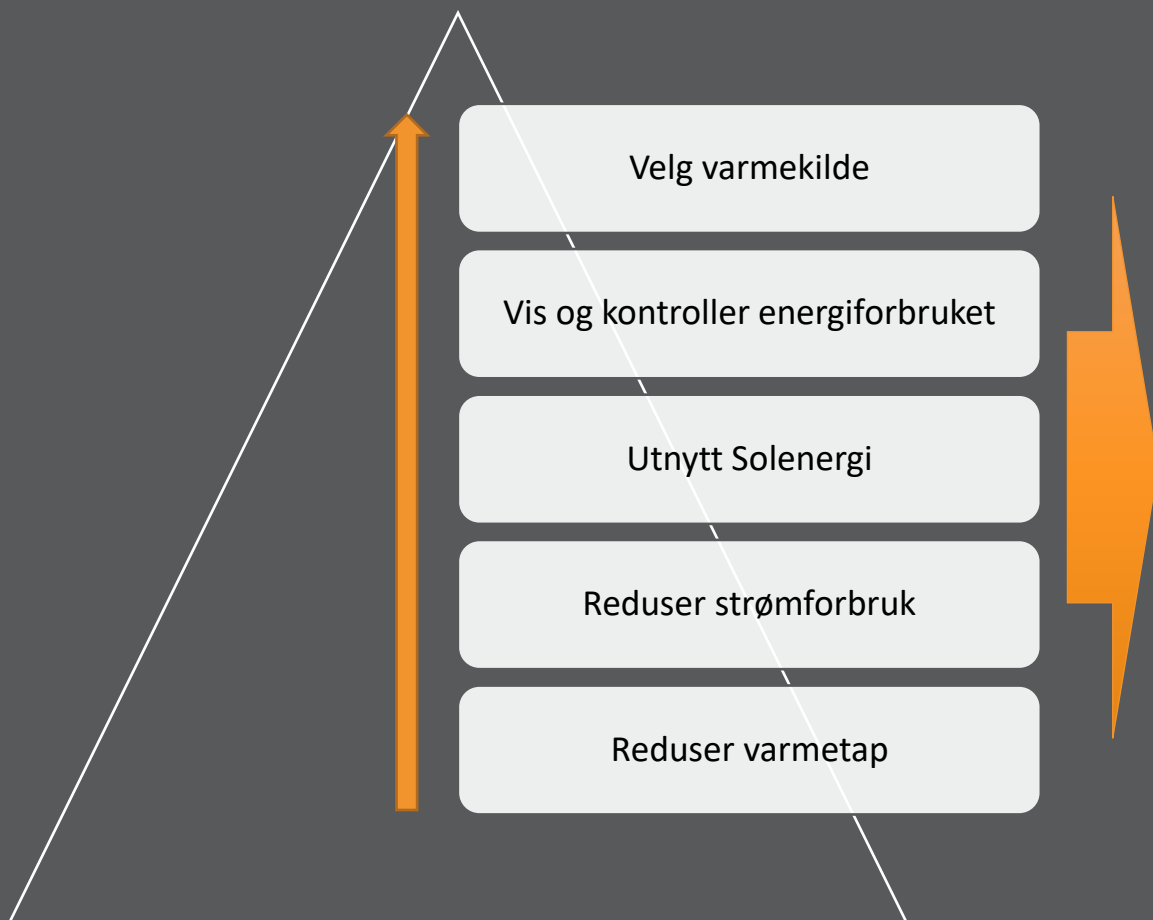 Velg varmekilde
Vis og kontroller energiforbruket
Utnytt Solenergi
Reduser strømforbruk
Reduser varmetap